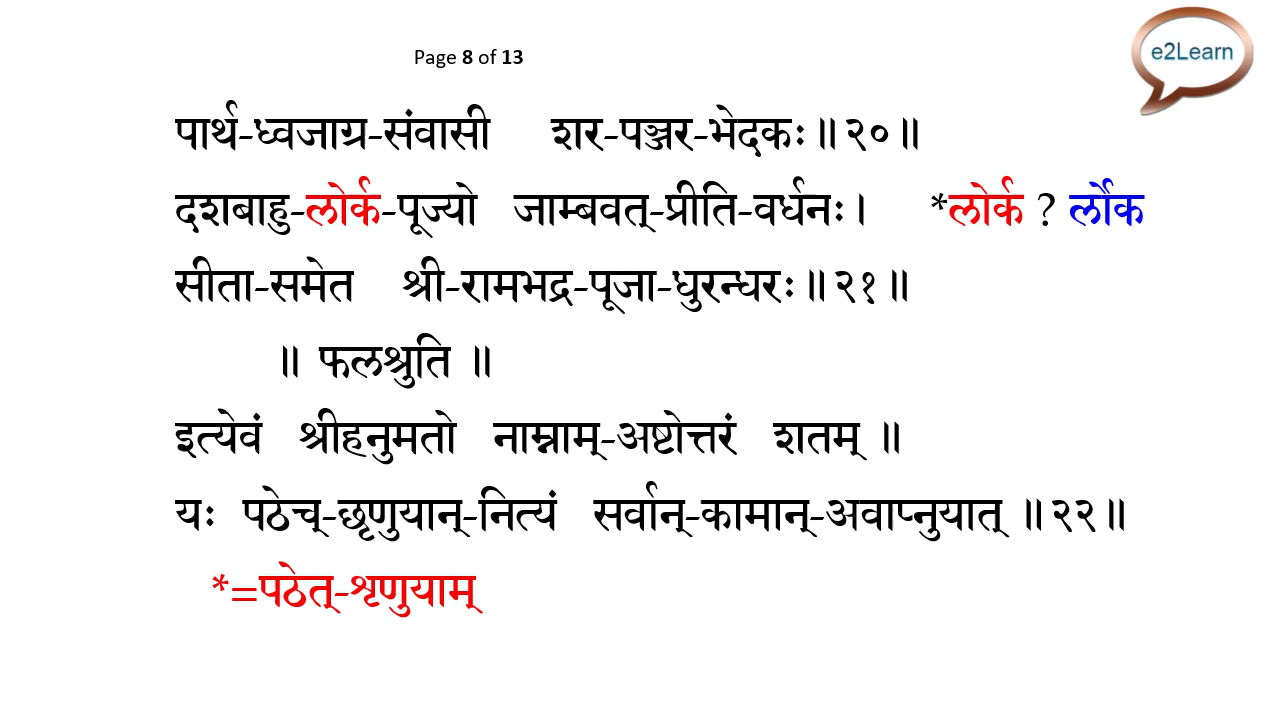 e2Learn
Page 8 of 13
पार्थ-ध्वजाग्र-संवासी शर-पञ्जर-भेदकः॥२०॥
दशबाहु-लोर्क-पूज्यो जाम्बवत्-प्रीति-वर्धनः। *लोर्क ? र्लोक
सीता-समेत श्री-रामभद्र-पूजा-धुरन्धरः॥२१॥
॥ फलश्रुति ॥
इत्येवं श्रीहनुमतो नाम्नाम्-अष्टोत्तरं शतम् ॥
यः पठेच्-छृणुयान्-नित्यं सर्वान्-कामान्-अवाप्नुयात् ॥२२॥
*=पठेत्-शृणुयाम्